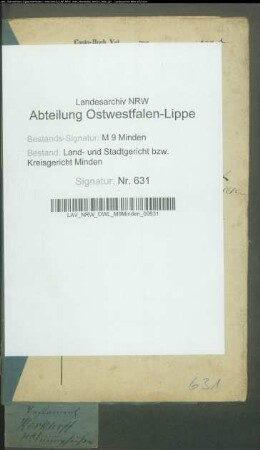 Landesarchiv NRW
Abteilung Ostwestfalen-Lippe
Bestands-Signatur: M 9 Minden
Bestand: Land- und Stadtgericht bzw.
Kreisgericht Minden
Signatur: Nr. 631
LAV_NRW_OWL_M9Minden_00631
631